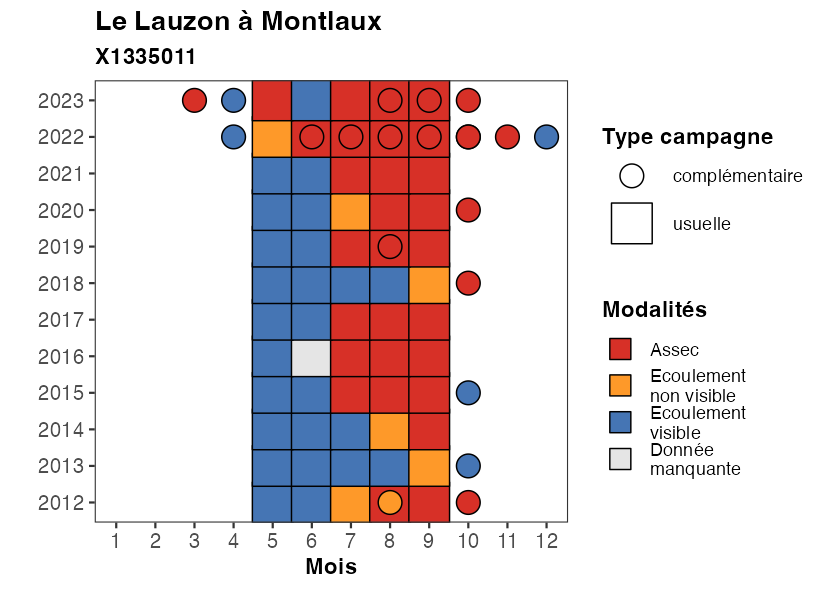 Le Lauzon à Montlaux
X1335011
2023
2022
2021
2020
2019
2018
2017
2016
2015
2014
2013
2012
1 2 3 4 5 6 7 8 9 10 11 12
Mois
Type campagne
complémentaire
usuelle
Modalités
Assec
Ecoulement
non visible
Ecoulement
visible
Donnée
manquante